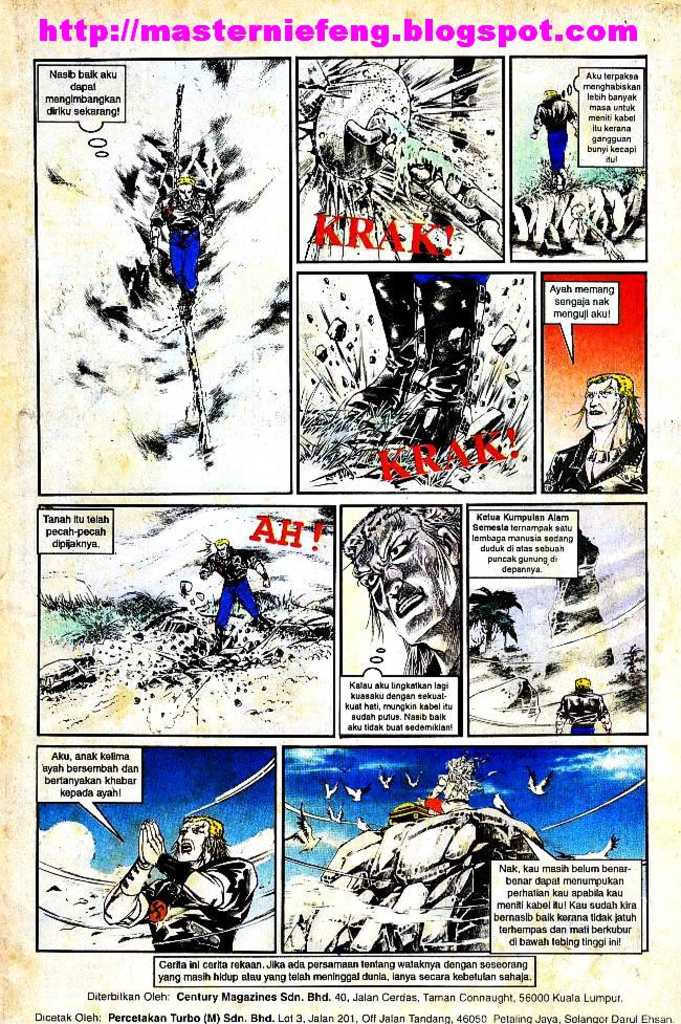 http://masterniefeng.blogspot.com
Nasib baik aku
dapat
mengimbangkan
diriku sekarang!
KRAK!
Aku terpaksa
menghabiskan
lebih banyak
masa untuk
meniti kabel
itu kerana
gangguan
bunyi kecapi
itu!
KRAK!
Ayah memang
sengaja nak
menguji aku!
Tanah itu telah
pecah-pecah
dipijaknya.
AH!
Kalau aku tingkatkan lagi
kuasaku dengan sekuat-
kuat hati, mungkin kabel itu
sudah putus. Nasib baik
aku tidak buat sedemikian!
Ketua Kumpulan Alam
Semesta ternampak satu
lembaga manusia sedang
duduk di atas sebuah
puncak gunung di
depannya.
Aku, anak kelima
ayah bersembah dan
bertanyakan khabar
kepada ayah!
Nak, kau masih belum benar-
benar dapat menumpukan
perhatian kau apabila kau
meniti kabel itu! Kau sudah kira
bernasib baik kerana tidak jatuh
terhempas dan mati berkubur
di bawah tebing tinggi ini!
Cerita ini cerita rekaan. Jika ada persamaan tentang wataknya dengan seseorang
yang masih hidup atau yang telah meninggal dunia, ianya secara kebetulan sahaja.
Diterbitkan Oleh: Century Magazines Sdn. Bhd. 40, Jalan Cerdas, Taman Connaught, 56000 Kuala Lumpur.
Dicetak Oleh: Percetakan Turbo (M) Sdn. Bhd. Lot 3, Jalan 201, Off Jalan Tandang, 46050 Petaling Jaya, Selangor Darul Ehsan.